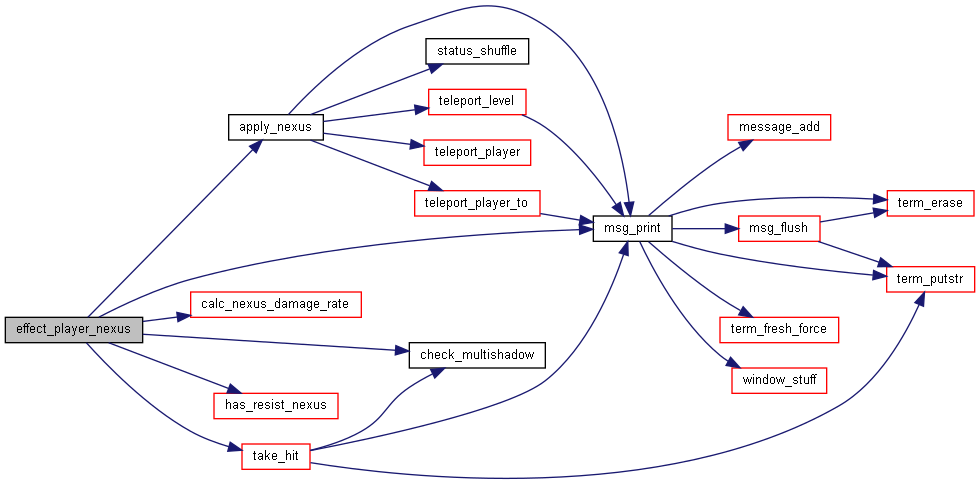 status_shuffle
teleport_level
apply_nexus
message_add
teleport_player
teleport_player_to
term_erase
msg_print
msg_flush
term_putstr
calc_nexus_damage_rate
effect_player_nexus
term_fresh_force
check_multishadow
window_stuff
has_resist_nexus
take_hit